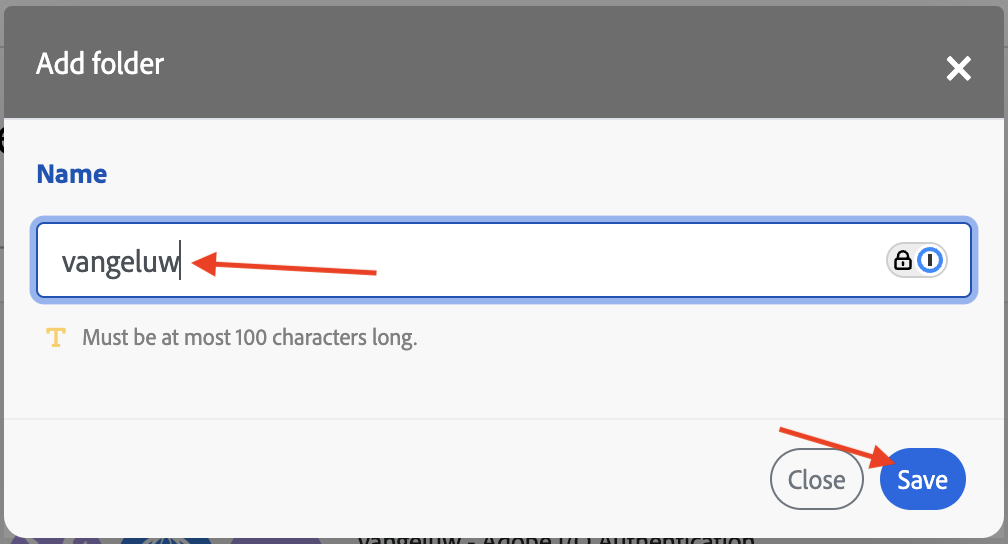 Add folder
Name
vangeluw
T Must be at most 100 characters long.
Close
Save
vangeluw - Adobe I/O Authentication